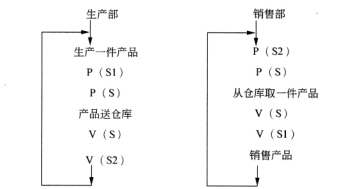 生产部
生产一件产品
P（S1）
P（S）
产品送仓库
V（S）
V（S2）
销售部
P（S2）
P（S）
从仓库取一件产品
V（S）
V（S1）
销售产品